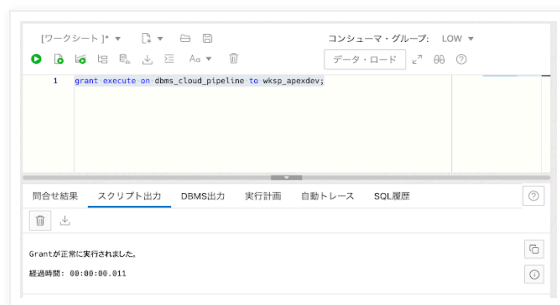 [ワークシート]*
コンシューマ・グループ: LOW
Aa
データ・ロード
1 grant execute on dbms_cloud_pipeline to wksp_apexdev;
問合せ結果 スクリプト出力 DBMS出力 実行計画 自動トレース SQL履歴
Grantが正常に実行されました。
経過時間: 00:00:00.011